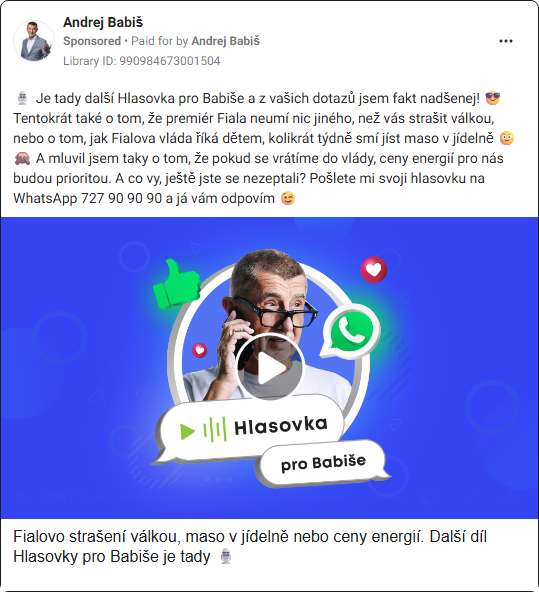 Andrej Babiš
Sponsored • Paid for by Andrej Babiš
Library ID: 990984673001504
🎙️ Je tady další Hlasovka pro Babiše a z vašich dotazů jsem fakt nadšenej! 😎
Tentokrát také o tom, že premiér Fiala neumí nic jiného, než vás strašit válkou,
nebo o tom, jak Fialova vláda říká dětem, kolikrát týdně smí jíst maso v jídelně 😳
🙈 A mluvil jsem taky o tom, že pokud se vrátíme do vlády, ceny energií pro nás
budou prioritou. A co vy, ještě jste se nezeptali? Pošlete mi svoji hlasovku na
WhatsApp 727 90 90 90 a já vám odpovím 😉
Hlasovka
pro Babiše
Fialovo strašení válkou, maso v jídelně nebo ceny energií. Další díl
Hlasovky pro Babiše je tady 🎙️